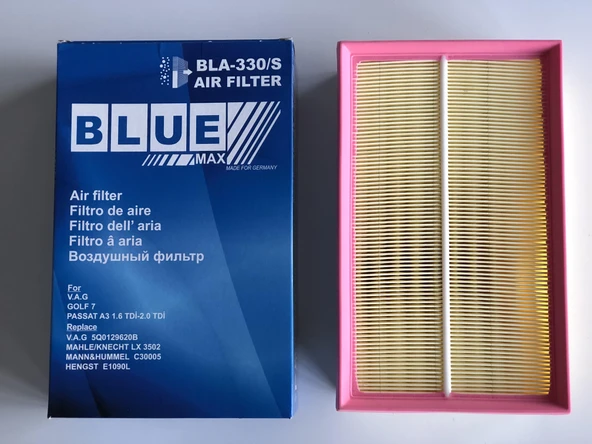 BLA-330/S
AIR FILTER
BLUE
MAX
MADE FOR GERMANY
Air filter
Filtro de aire
Filtro dell' aria
Filtro â aria
Воздушный фильтр
For
V.A.G
GOLF 7
PASSAT A3 1.6 TDİ-2.0 TDİ
Replace
V.A.G 5Q0129620B
MAHLE/KNECHT LX 3502
MANN&HUMMEL C30005
HENGST E1090L